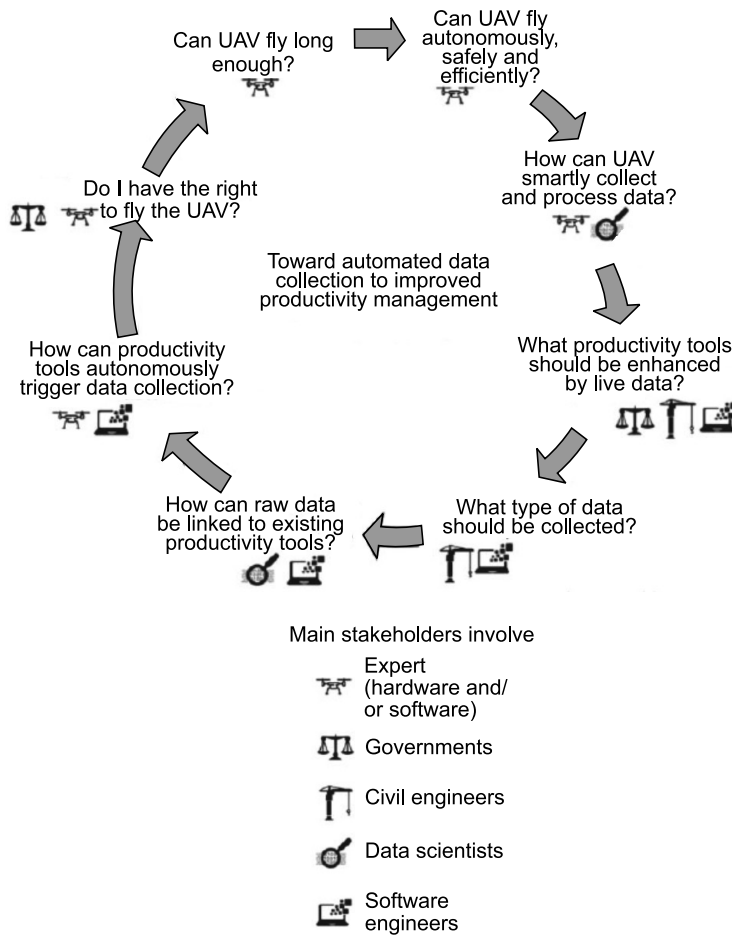 Can UAV fly long
enough?
Can UAV fly
autonomously,
safely and
efficiently?
How can UAV
smartly collect
and process data?
What productivity tools
should be enhanced
by live data?
What type of data
should be collected?
How can raw data
be linked to existing
productivity tools?
How can productivity
tools autonomously
trigger data collection?
Do I have the right
to fly the UAV?
Toward automated data
collection to improved
productivity management
Main stakeholders involve
Expert
(hardware and/
or software)
Governments
Civil engineers
Data scientists
Software
engineers